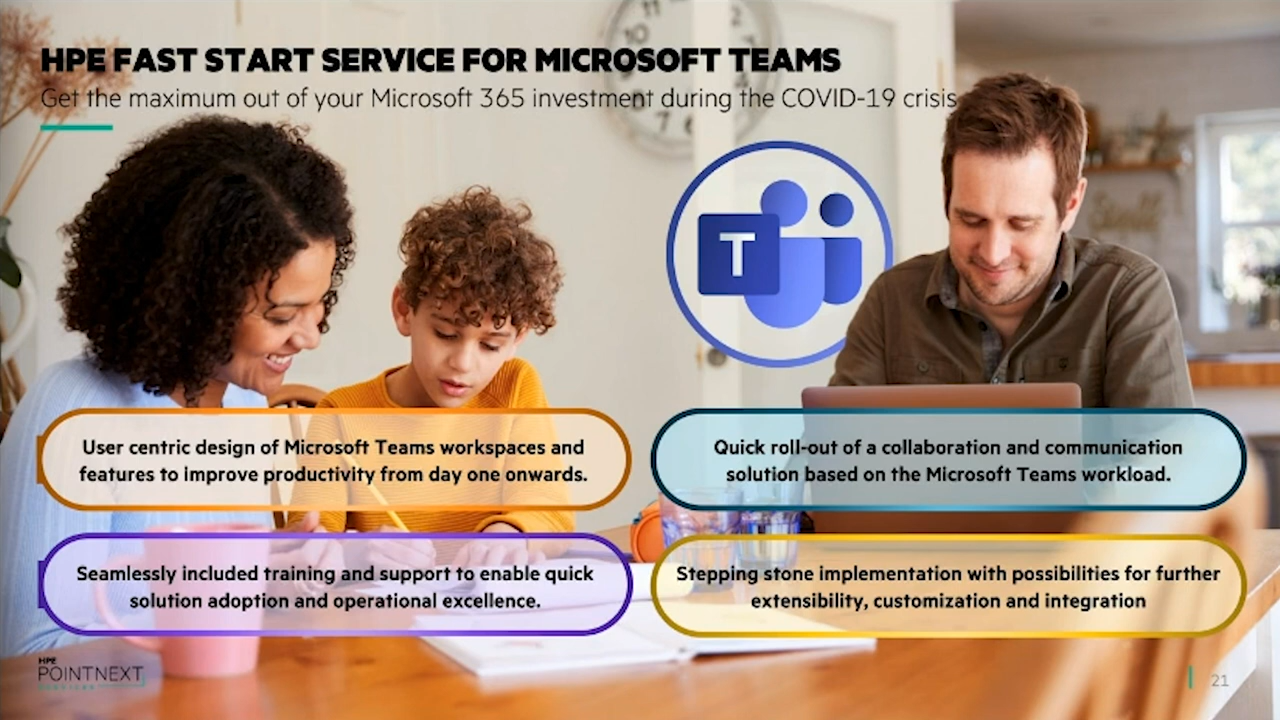 HPE FAST START SERVICE FOR MICROSOFT TEAMS
Get the maximum out of your Microsoft 365 investment during the COVID-19 crisis
T
User centric design of Microsoft Teams workspaces and
features to improve productivity from day one onwards.
Quick roll-out of a collaboration and communication
solution based on the Microsoft Teams workload.
Seamlessly included training and support to enable quick
solution adoption and operational excellence.
Stepping stone implementation with possibilities for further
extensibility, customization and integration
HPE
POINTNEXT
SERVICES
21